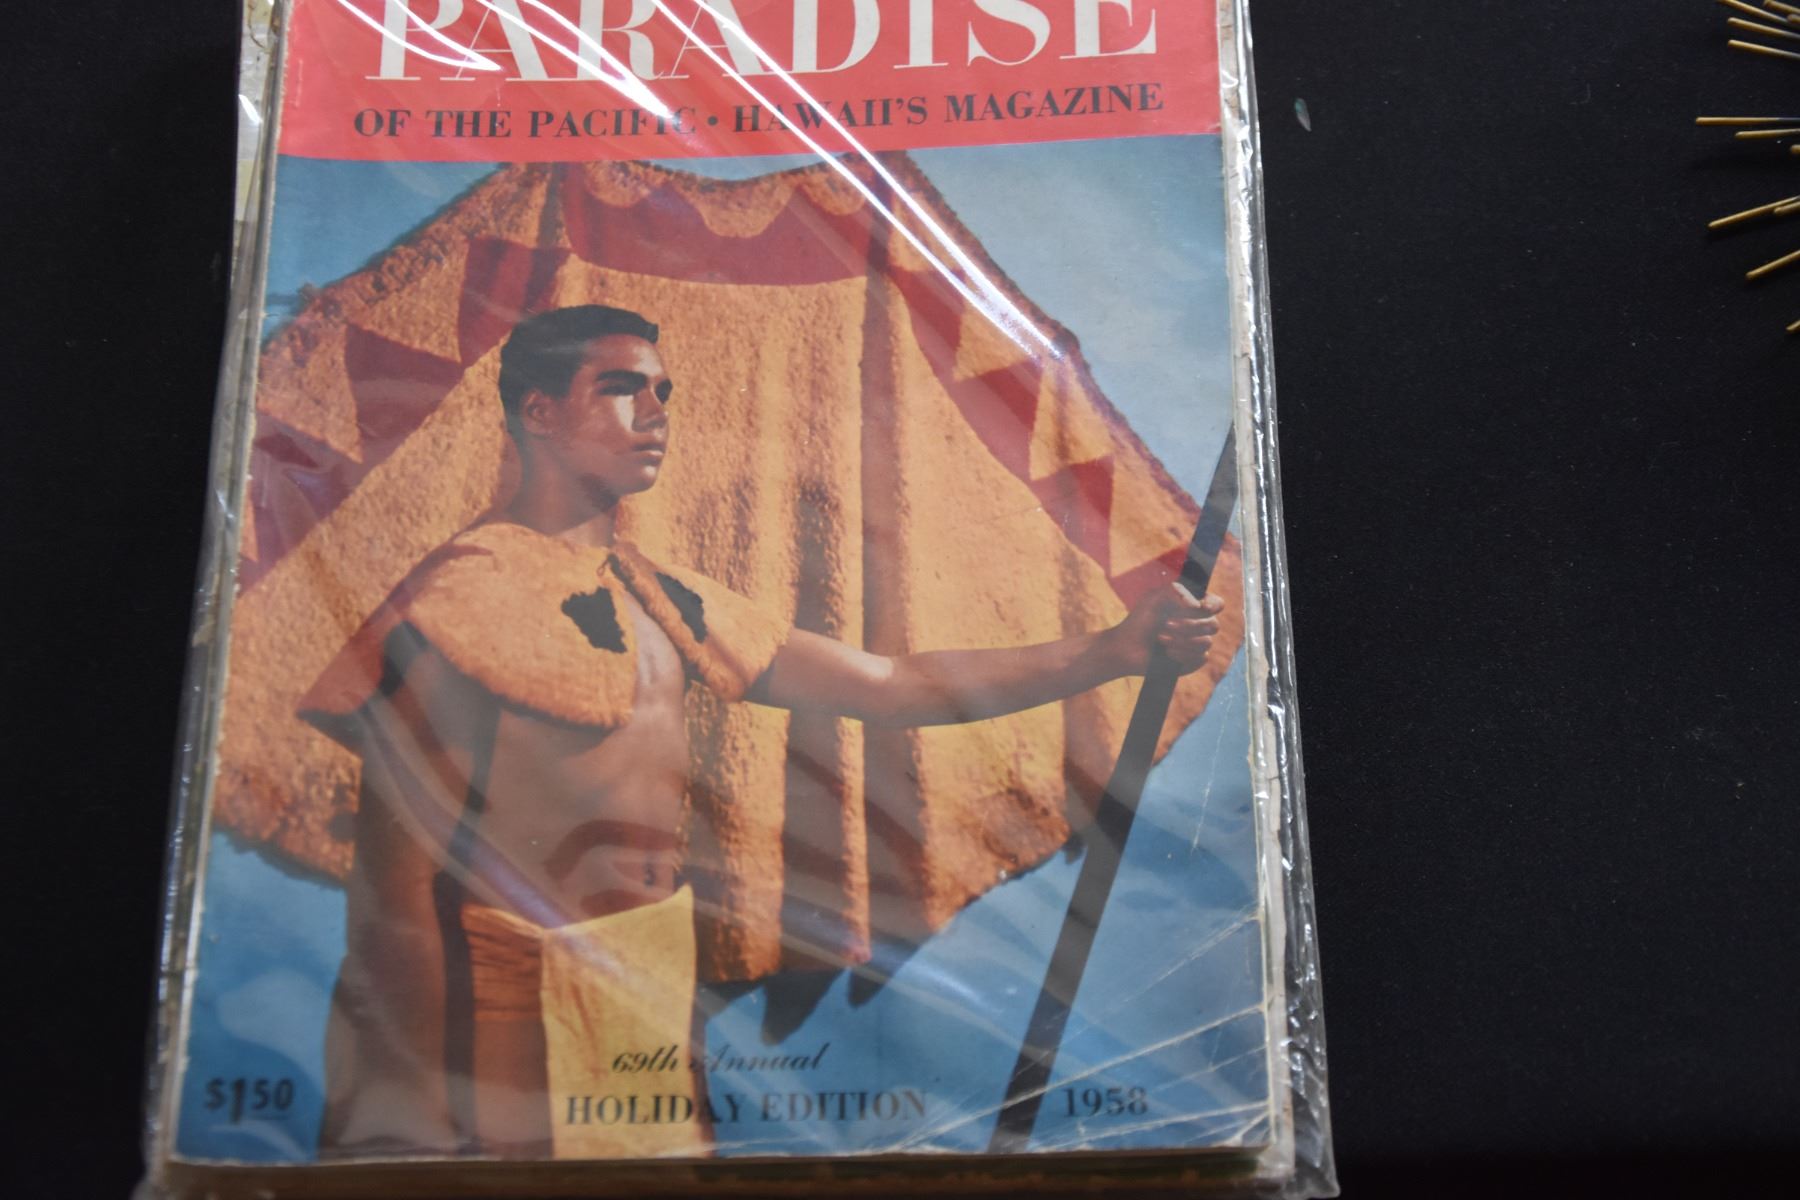 PARADISE
OF THE PACIFIC • HAWAII'S MAGAZINE
69th Annual
$1.50
HOLIDAY EDITION
1958